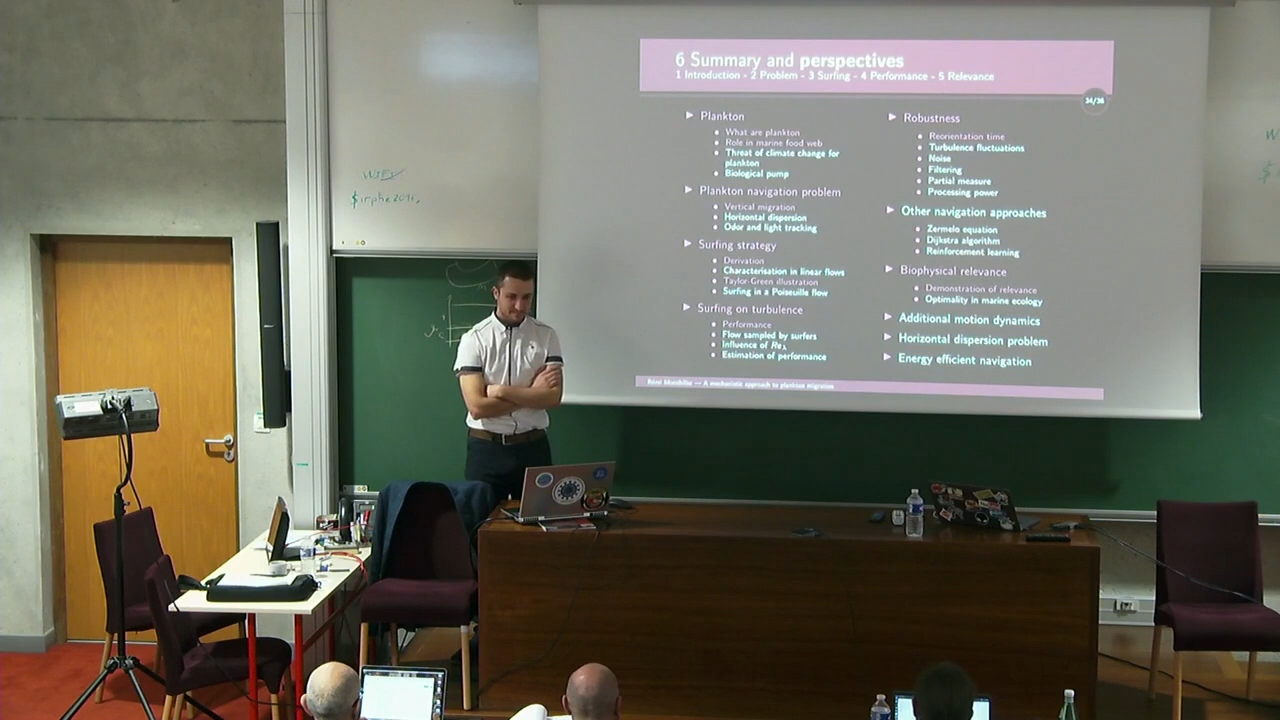 6 Summary and perspectives
1 Introduction - 2 Problem - 3 Surfing - 4 Performance - 5 Relevance
34/36
▶ Plankton
• What are plankton
• Role in marine food web
• Threat of climate change for
plankton
• Biological pump
▶ Plankton navigation problem
• Vertical migration
• Horizontal dispersion
• Odor and light tracking
▶ Surfing strategy
• Derivation
• Characterisation in linear flows
• Taylor-Green illustration
• Surfing in a Poiseuille flow
▶ Surfing on turbulence
• Performance
• Flow sampled by surfers
• Influence of Reλ
• Estimation of performance
▶ Robustness
• Reorientation time
• Turbulence fluctuations
• Noise
• Filtering
• Partial measure
• Processing power
▶ Other navigation approaches
• Zermelo equation
• Dijkstra algorithm
• Reinforcement learning
▶ Biophysical relevance
• Demonstration of relevance
• Optimality in marine ecology
▶ Additional motion dynamics
▶ Horizontal dispersion problem
▶ Energy efficient navigation
Rémi Monthiller — A mechanistic approach to plankton migration